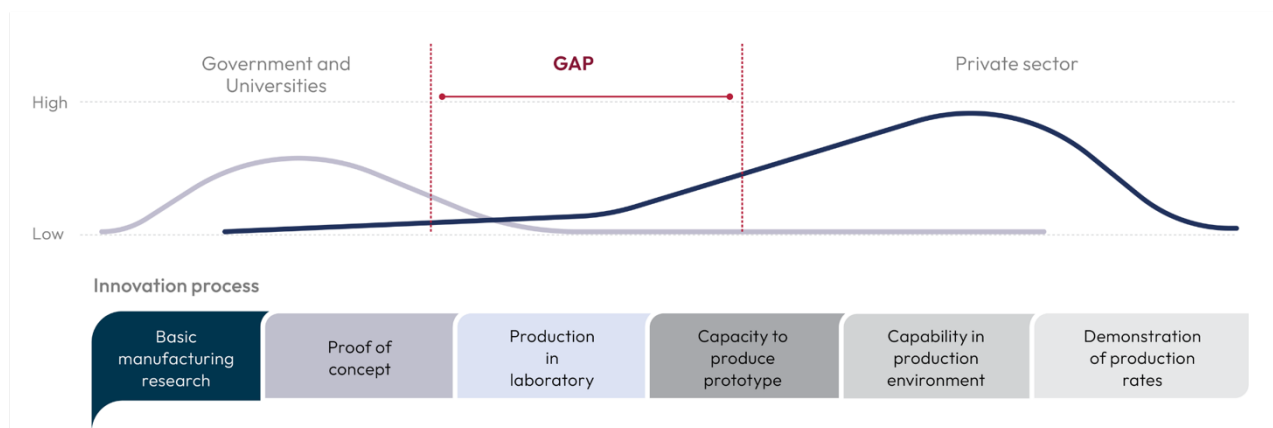 Government and
Universities
GAP
Private sector
High
Low
Innovation process
Basic
manufacturing
research
Proof of
concept
Production
in
laboratory
Capacity to
produce
prototype
Capability in
production
environment
Demonstration
of production
rates